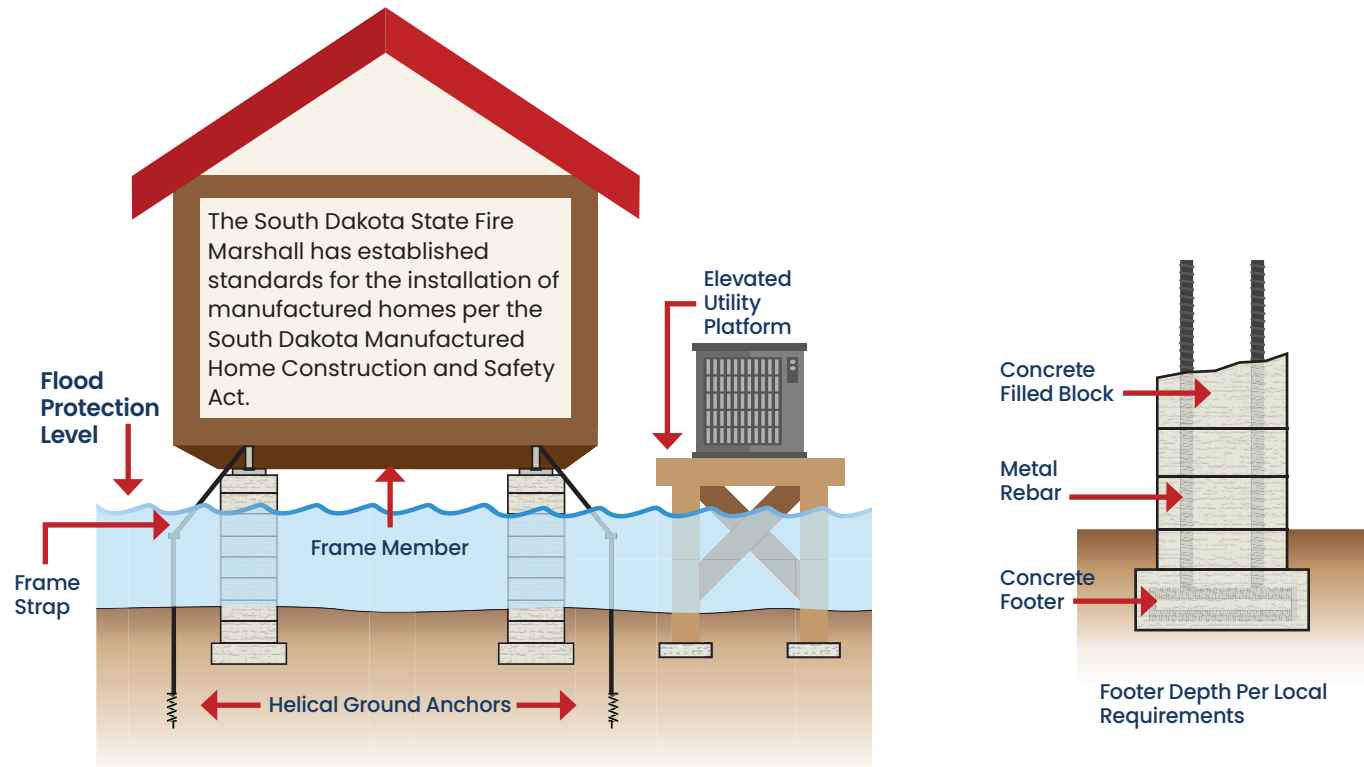 The South Dakota State Fire
Marshall has established
standards for the installation of
manufactured homes per the
South Dakota Manufactured
Home Construction and Safety
Act.
Elevated
Utility
Platform
Flood
Protection
Level
Frame Member
Frame
Strap
Helical Ground Anchors
Concrete
Filled Block
Metal
Rebar
Concrete
Footer
Footer Depth Per Local
Requirements